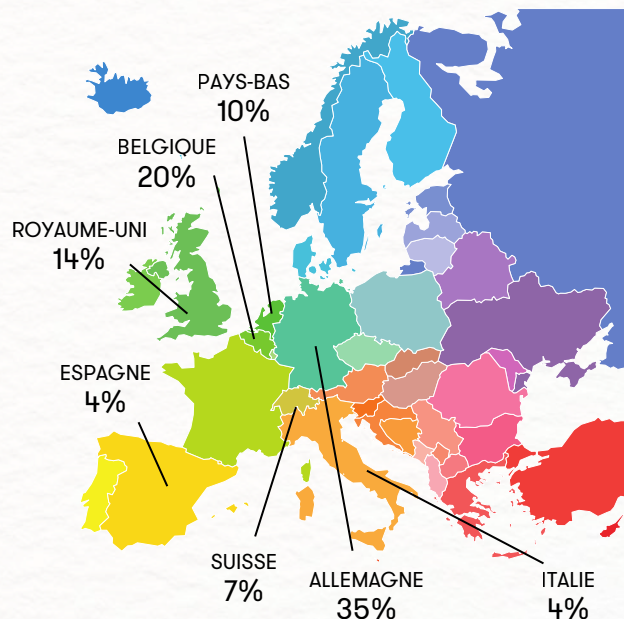 PAYS-BAS
10%
BELGIQUE
20%
ROYAUME-UNI
14%
ESPAGNE
4%
SUISSE
7%
ALLEMAGNE
35%
ITALIE
4%